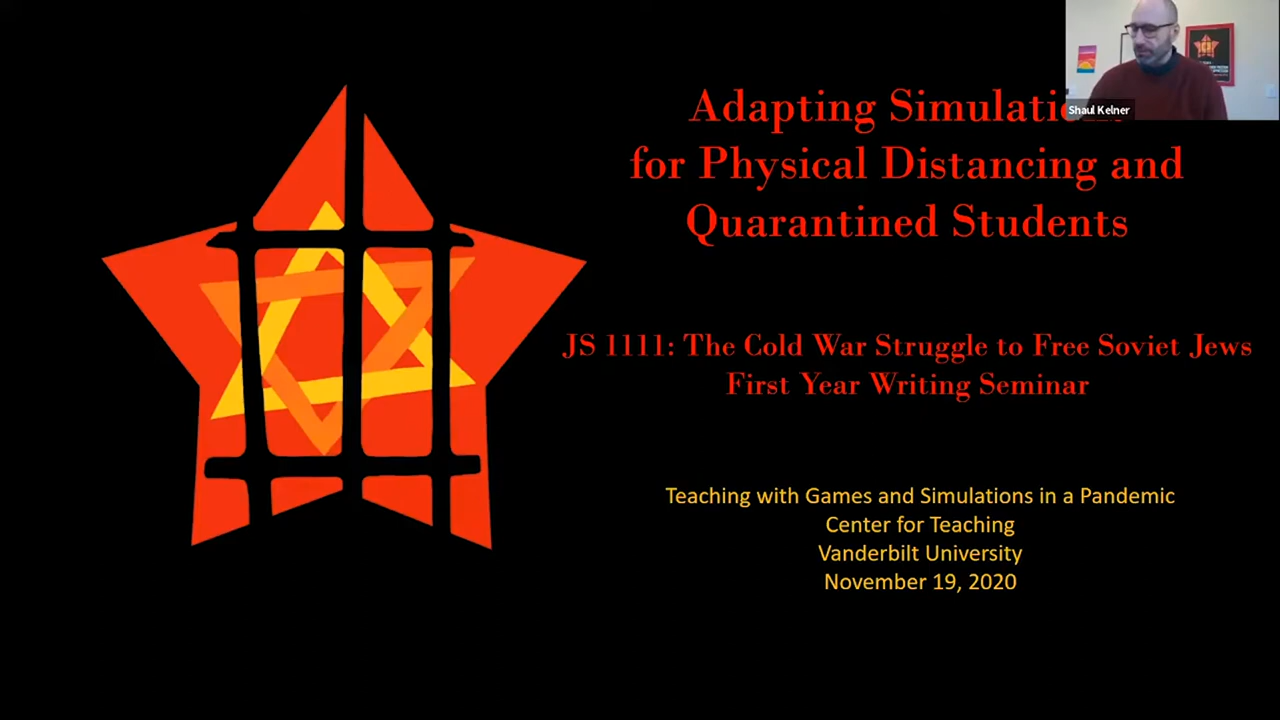 Adapting Simulati
for Physical Distancing and
Quarantined Students
Shaul Kelner
JS 1111: The Cold War Struggle to Free Soviet Jews
First Year Writing Seminar
Teaching with Games and Simulations in a Pandemic
Center for Teaching
Vanderbilt University
November 19, 2020